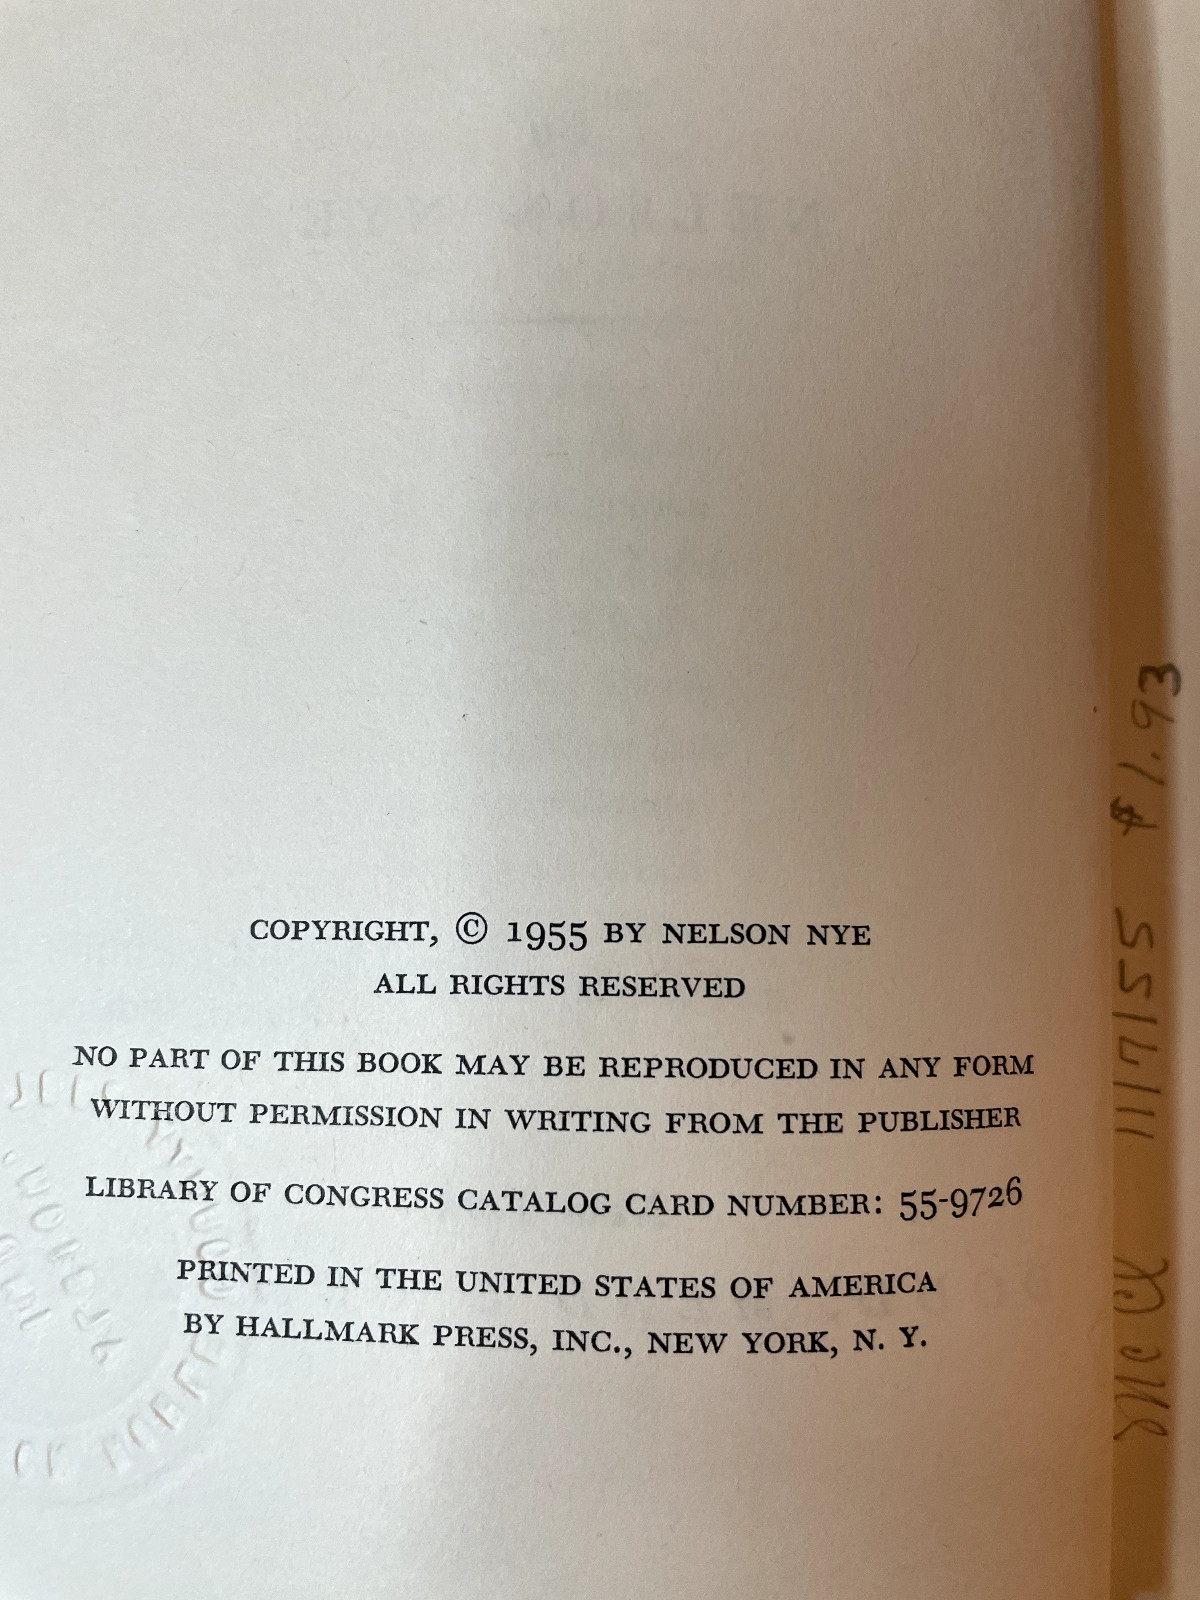 NELSON NYE
COPYRIGHT, © 1955 BY NELSON NYE
ALL RIGHTS RESERVED
NO PART OF THIS BOOK MAY BE REPRODUCED IN ANY FORM
WITHOUT PERMISSION IN WRITING FROM THE PUBLISHER
LIBRARY OF CONGRESS CATALOG CARD NUMBER: 55-9726
PRINTED IN THE UNITED STATES OF AMERICA
BY HALLMARK PRESS, INC., NEW YORK, N. Y.
11/7/55 $1.93